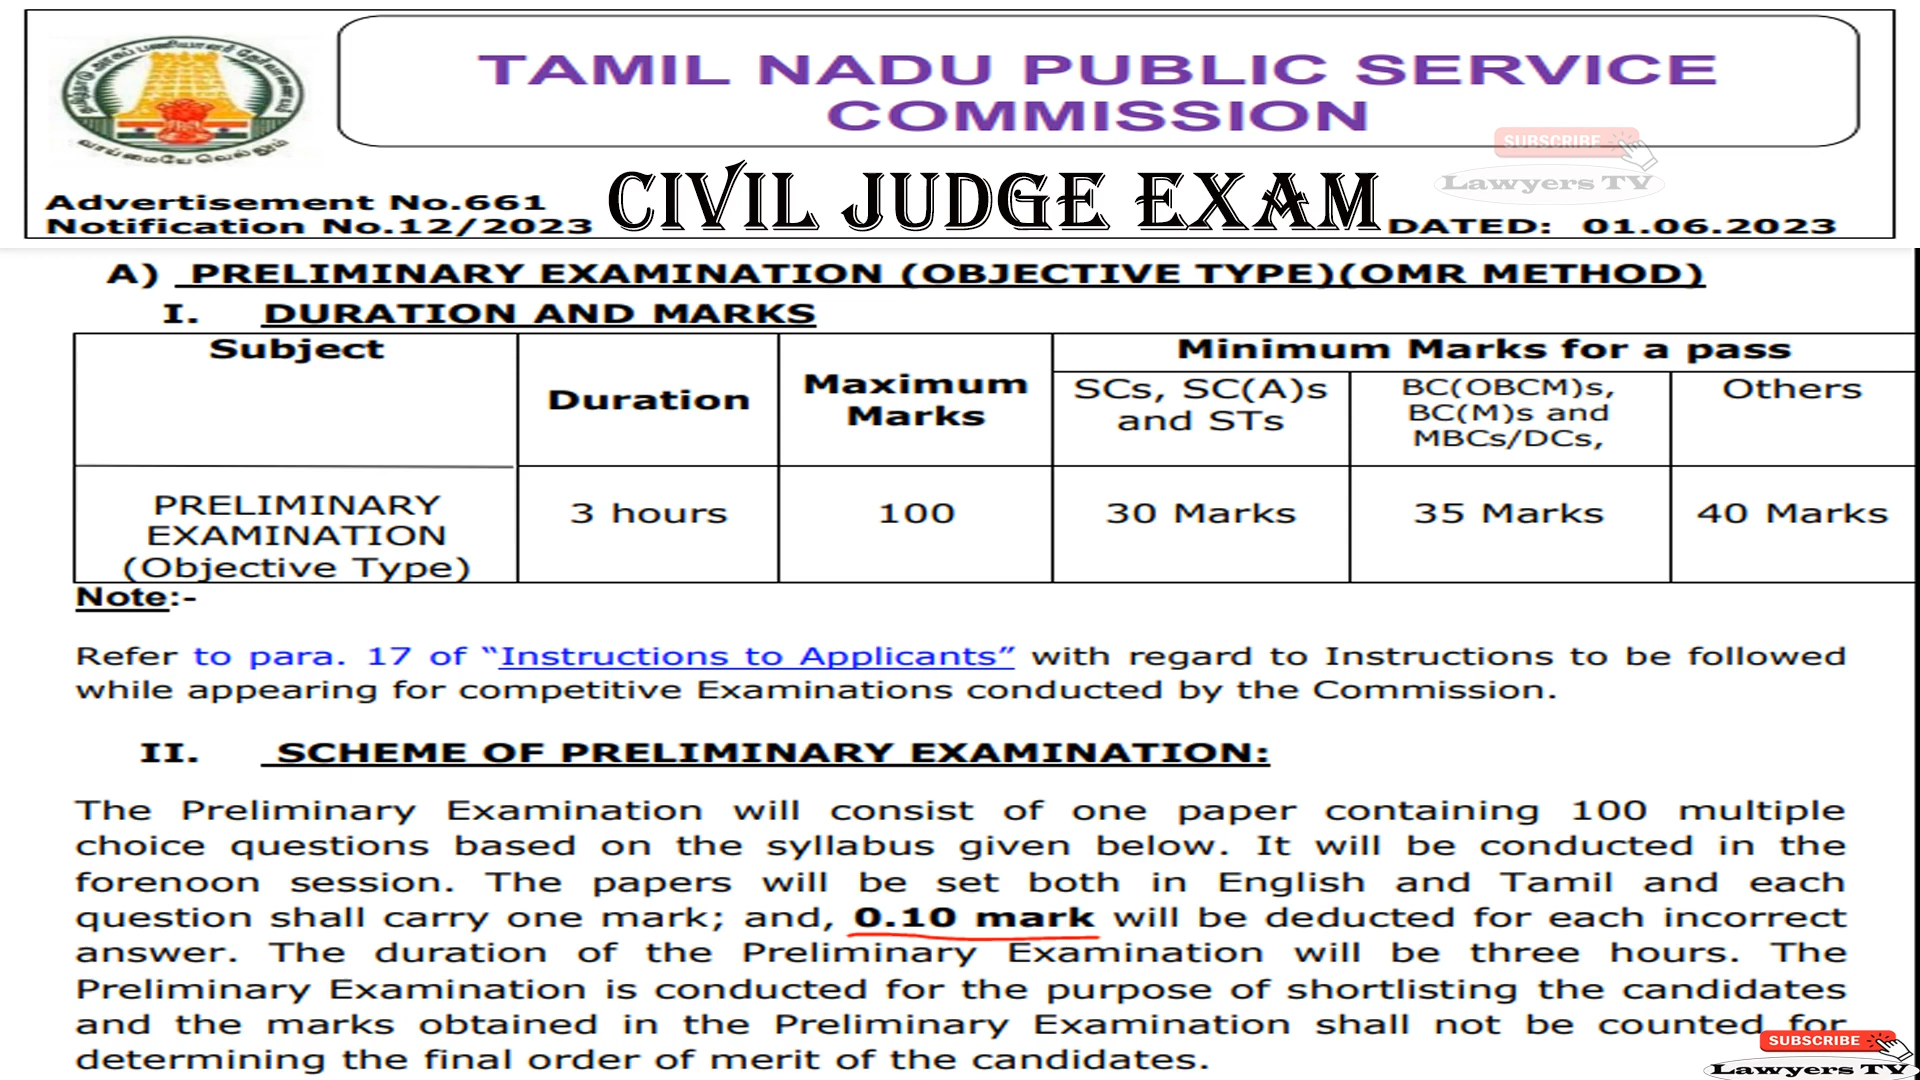 TAMIL NADU PUBLIC SERVICE
COMMISSION
வாய்மையே வெல்லும்
SUBSCRIBE
Lawyers TV
Advertisement No.661
Notification No.12/2023
CIVIL JUDGE EXAM
DATED: 01.06.2023
A) PRELIMINARY EXAMINATION (OBJECTIVE TYPE)(OMR METHOD)
I. DURATION AND MARKS
Subject
Duration
Maximum
Marks
Minimum Marks for a pass
SCs, SC(A)s
and STs
BC(OBCM)s,
BC(M)s and
MBCs/DCs,
Others
PRELIMINARY
EXAMINATION
(Objective Type)
3 hours
100
30 Marks
35 Marks
40 Marks
Note:-
Refer to para. 17 of “Instructions to Applicants” with regard to Instructions to be followed
while appearing for competitive Examinations conducted by the Commission.
II. SCHEME OF PRELIMINARY EXAMINATION:
The Preliminary Examination will consist of one paper containing 100 multiple
choice questions based on the syllabus given below. It will be conducted in the
forenoon session. The papers will be set both in English and Tamil and each
question shall carry one mark; and, 0.10 mark will be deducted for each incorrect
answer. The duration of the Preliminary Examination will be three hours. The
Preliminary Examination is conducted for the purpose of shortlisting the candidates
and the marks obtained in the Preliminary Examination shall not be counted for
determining the final order of merit of the candidates.
SUBSCRIBE
Lawyers TV